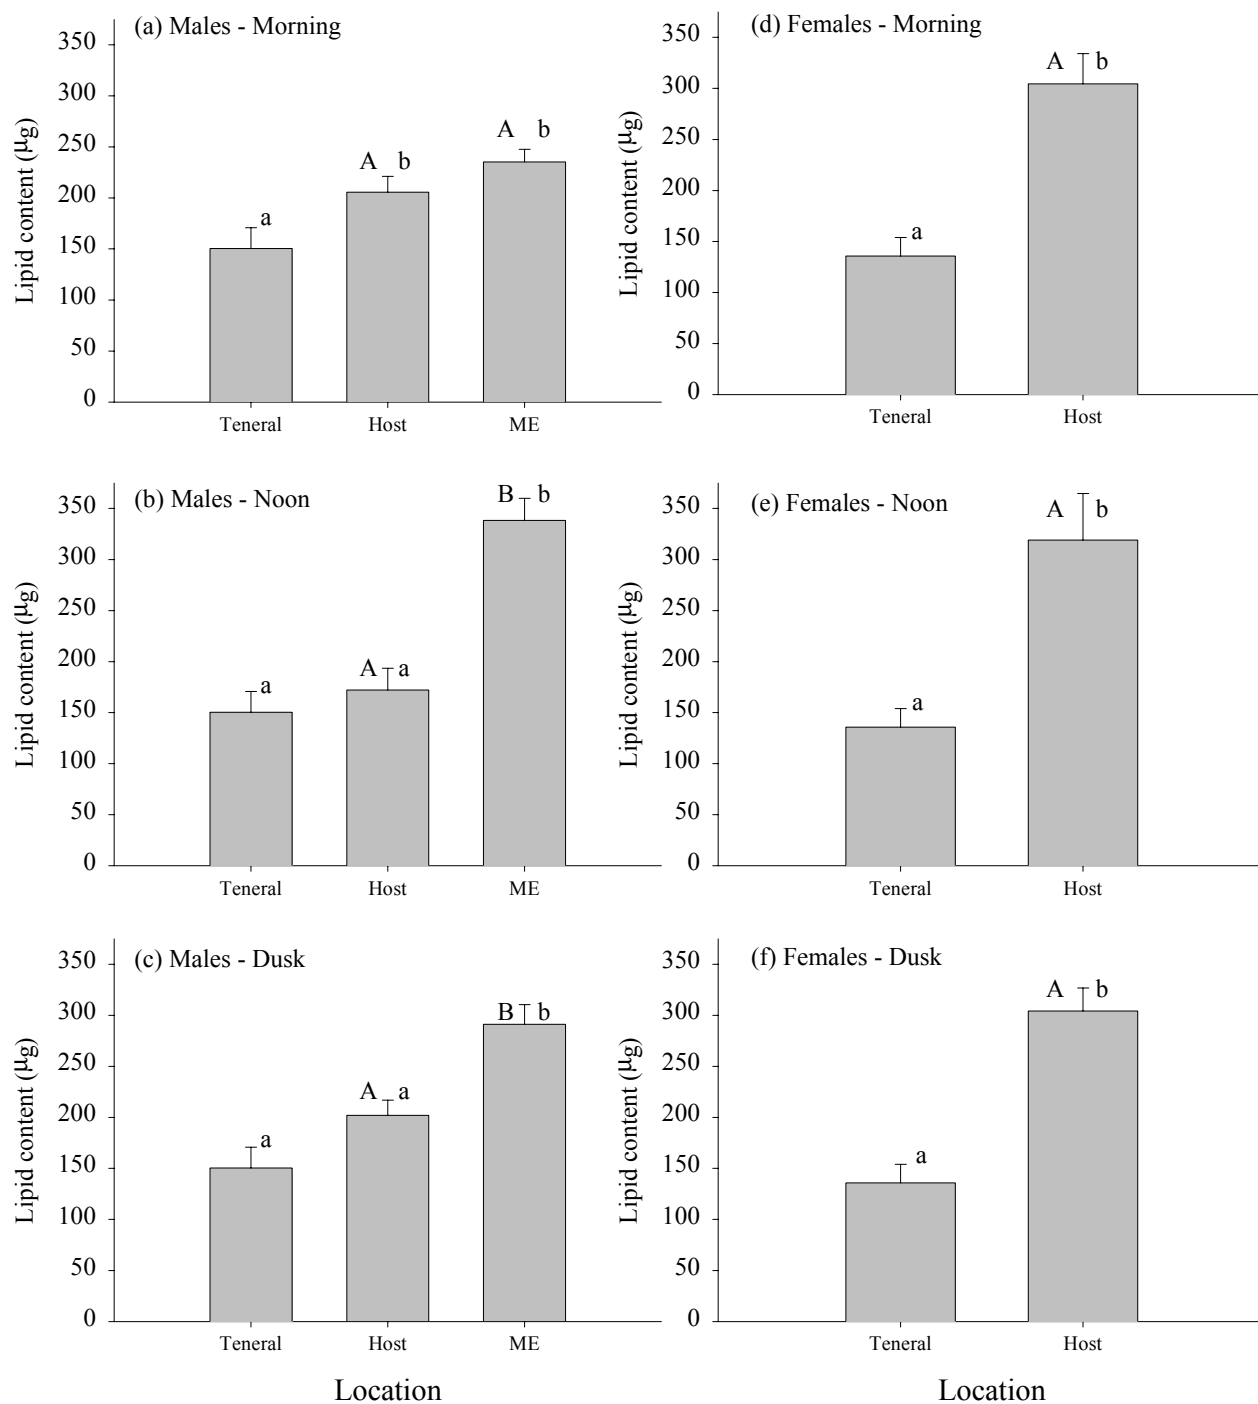 (a) Males - Morning
Lipid content (µg)
350
300
250
200
150
100
50
0
a
A b
A b
Teneral Host ME
(d) Females - Morning
Lipid content (µg)
350
300
250
200
150
100
50
0
a
A b
Teneral Host
(b) Males - Noon
Lipid content (µg)
350
300
250
200
150
100
50
0
a
A a
B b
Teneral Host ME
(e) Females - Noon
Lipid content (µg)
350
300
250
200
150
100
50
0
a
A b
Teneral Host
(c) Males - Dusk
Lipid content (µg)
350
300
250
200
150
100
50
0
a
A a
B b
Teneral Host ME
Location
(f) Females - Dusk
Lipid content (µg)
350
300
250
200
150
100
50
0
a
A b
Teneral Host
Location